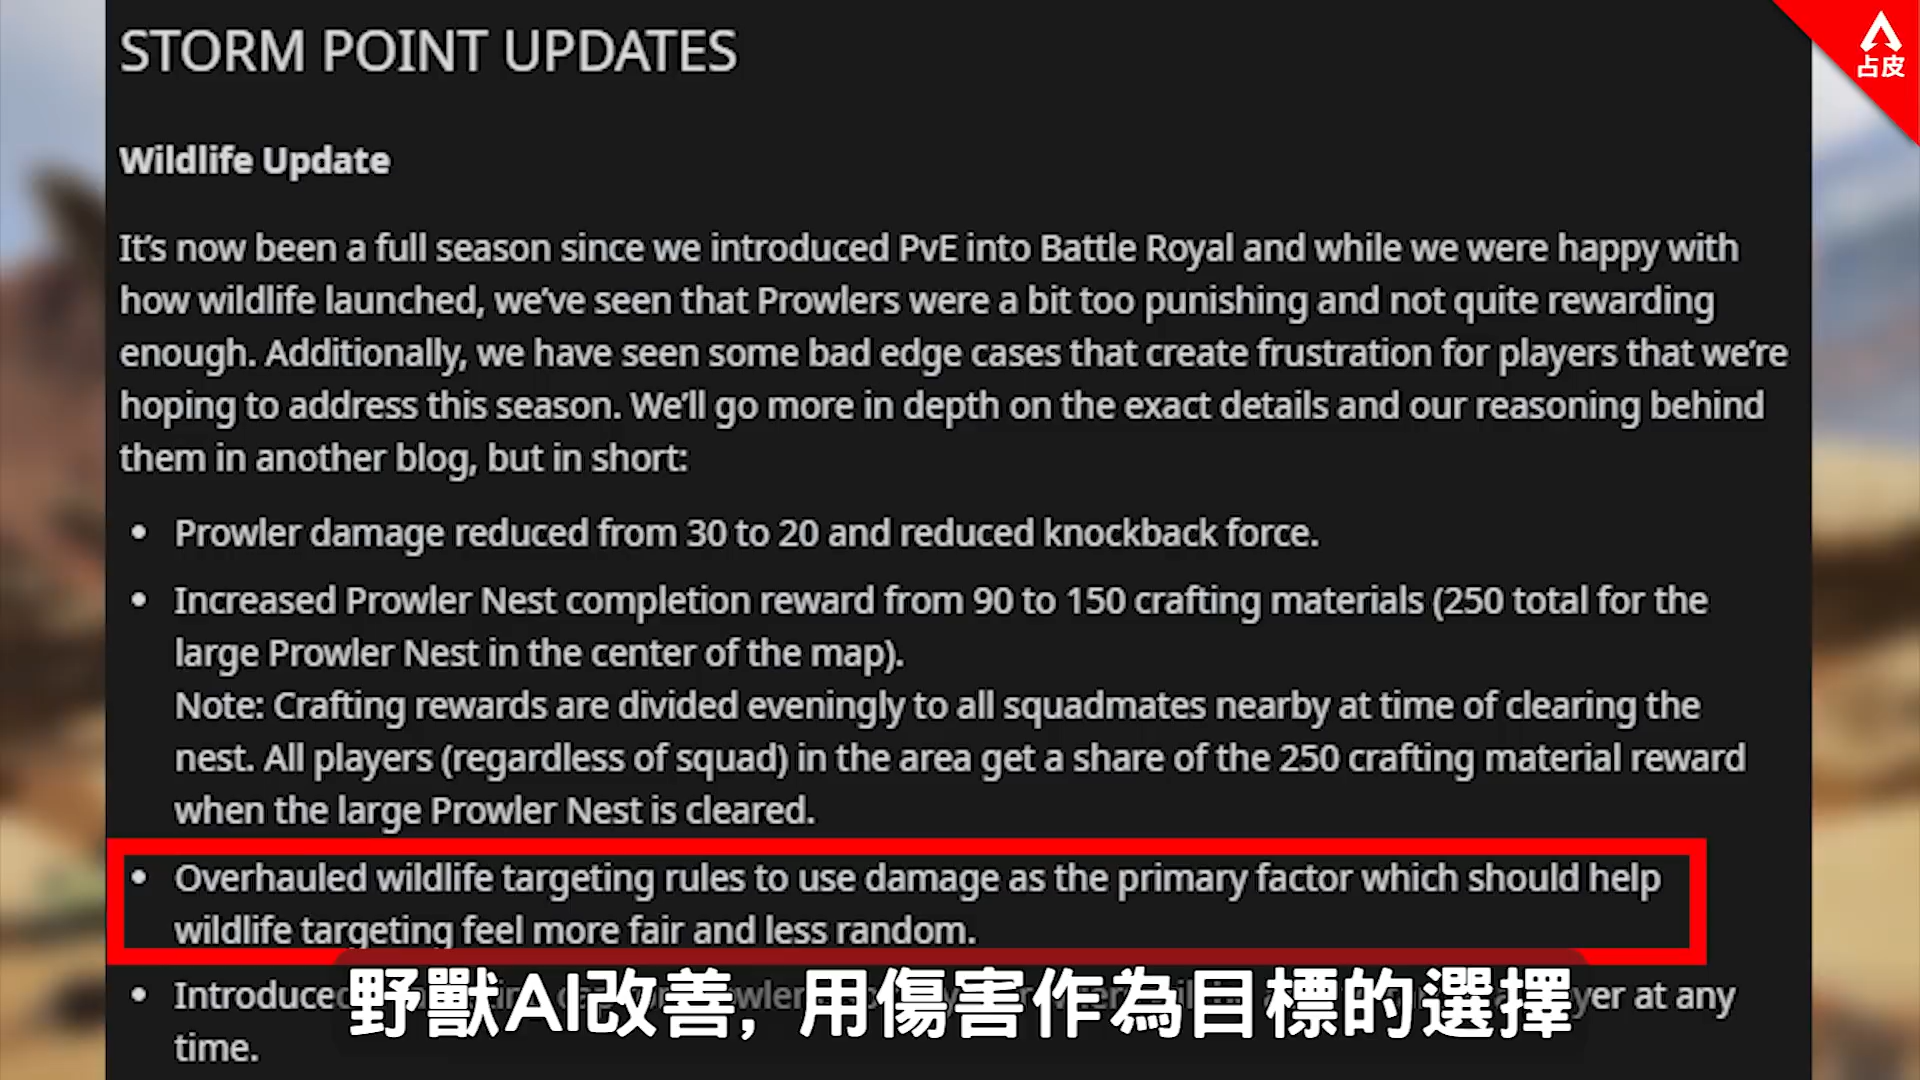 STORM POINT UPDATES
占皮
Wildlife Update
It's now been a full season since we introduced PvE into Battle Royal and while we were happy with
how wildlife launched, we've seen that Prowlers were a bit too punishing and not quite rewarding
enough. Additionally, we have seen some bad edge cases that create frustration for players that we're
hoping to address this season. We'll go more in depth on the exact details and our reasoning behind
them in another blog, but in short:
• Prowler damage reduced from 30 to 20 and reduced knockback force.
• Increased Prowler Nest completion reward from 90 to 150 crafting materials (250 total for the
large Prowler Nest in the center of the map).
Note: Crafting rewards are divided eveningly to all squadmates nearby at time of clearing the
nest. All players (regardless of squad) in the area get a share of the 250 crafting material reward
when the large Prowler Nest is cleared.
• Overhauled wildlife targeting rules to use damage as the primary factor which should help
wildlife targeting feel more fair and less random.
• Introduced at any
time.
野獸AI改善, 用傷害作為目標的選擇